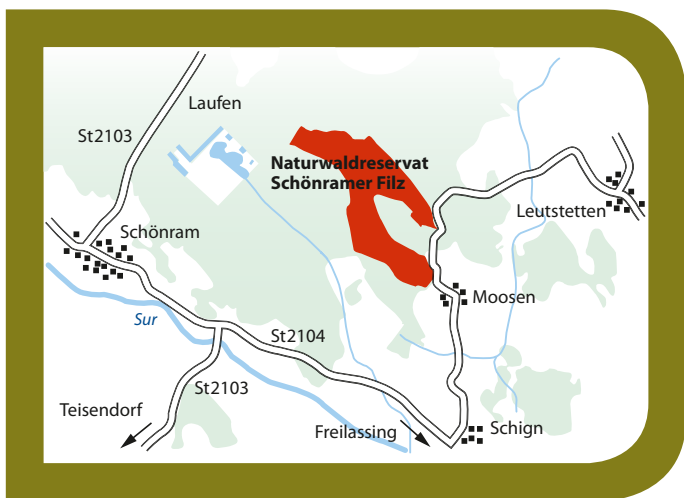 Laufen
St2103
Naturwaldreservat
Schönramer Filz
Leutstetten
Schönram
Moosen
Sur
St2104
St2103
Teisendorf
Freilassing
Schign